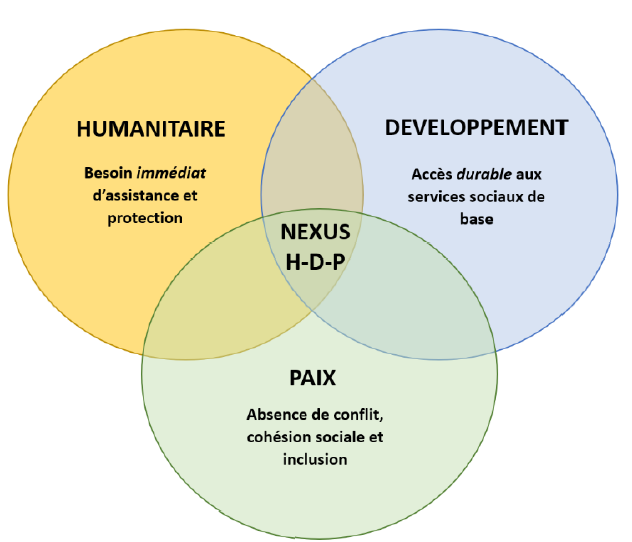 HUMANITAIRE
Besoin immédiat
d'assistance et
protection
DEVELOPPEMENT
Accès durable aux
services sociaux de
base
NEXUS
H-D-P
PAIX
Absence de conflit,
cohésion sociale et
inclusion